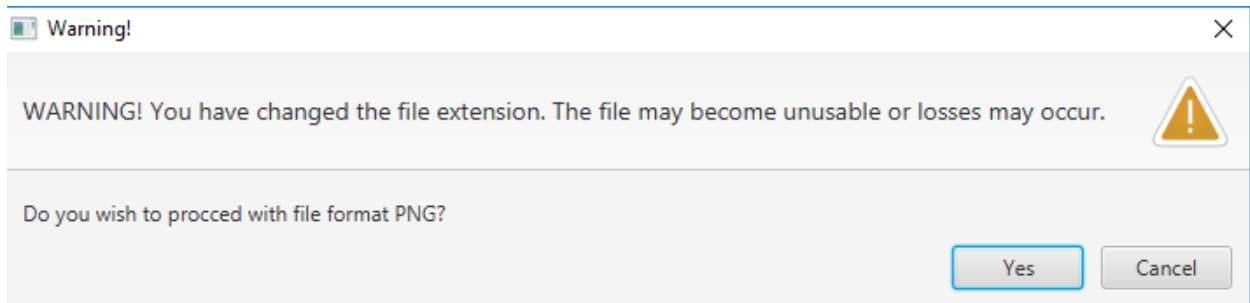 Warning!
WARNING! You have changed the file extension. The file may become unusable or losses may occur.
Do you wish to procced with file format PNG?
Yes Cancel